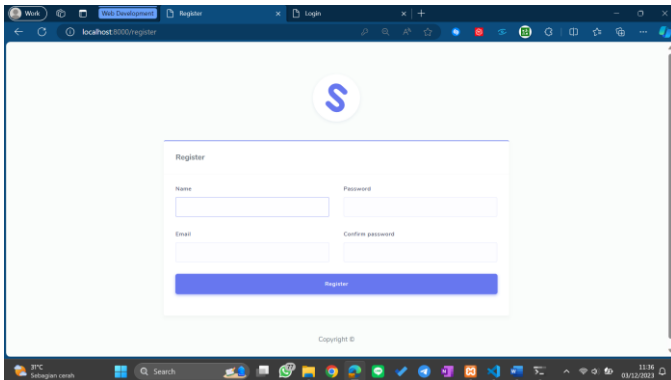 Work
Web Development
Register
Login
localhost:8000/register
S
Register
Name
Password
Email
Confirm password
Register
Copyright ©
31°C
Sebagian cerah
Search
11:36
03/12/2023